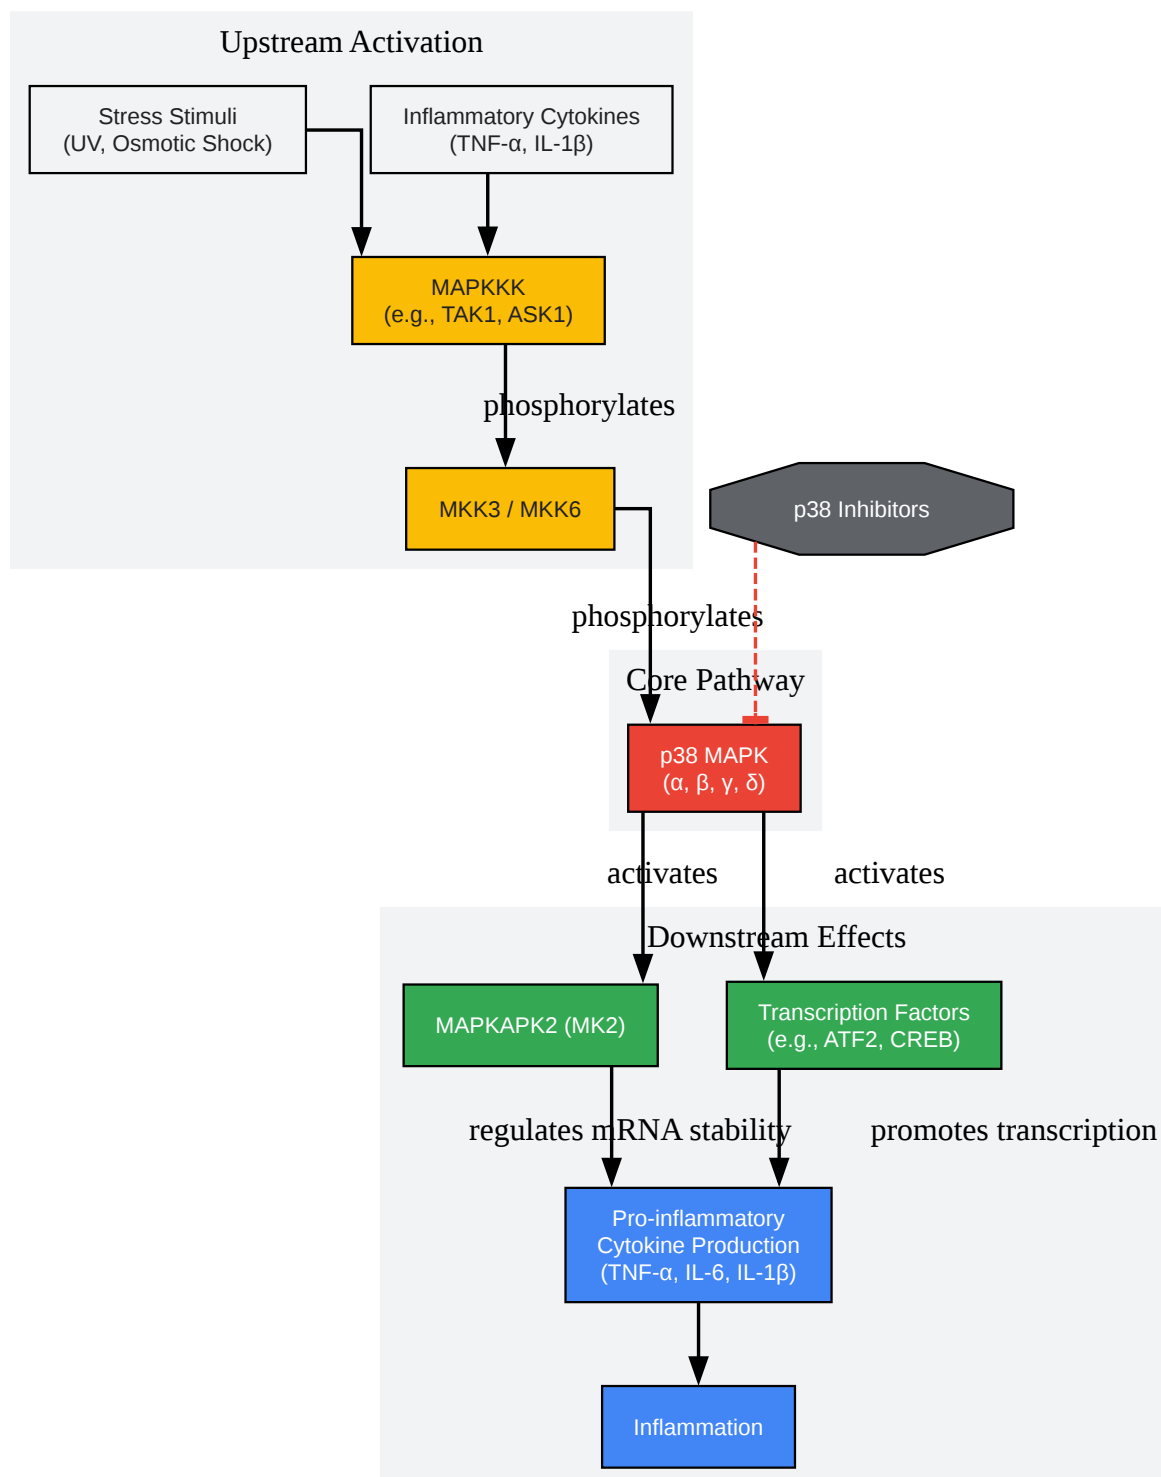 Upstream Activation
Stress Stimuli
(UV, Osmotic Shock)
Inflammatory Cytokines
(TNF-α, IL-1β)
MAPKKK
(e.g., TAK1, ASK1)
phosphorylates
MKK3 / MKK6
p38 Inhibitors
phosphorylates
Core Pathway
p38 MAPK
(α, β, γ, δ)
activates
activates
Downstream Effects
MAPKAPK2 (MK2)
Transcription Factors
(e.g., ATF2, CREB)
regulates mRNA stability
promotes transcription
Pro-inflammatory
Cytokine Production
(TNF-α, IL-6, IL-1β)
Inflammation